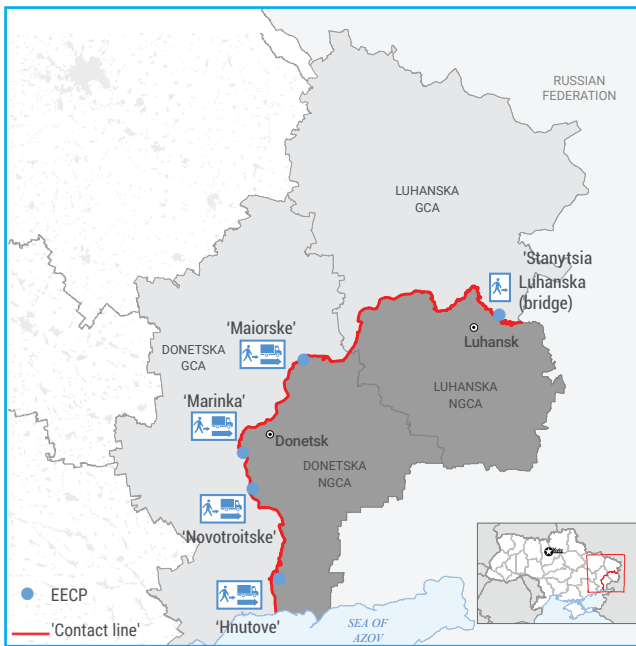 RUSSIAN
FEDERATION
LUHANSKA
GCA
'Stanytsia
Luhanska
(bridge)
'Maiorske'
Luhansk
DONETSKA
GCA
LUHANSKA
NGCA
'Marinka'
Donetsk
DONETSKA
NGCA
'Novotroitske'
EECP
'Contact line'
'Hnutove'
SEA OF
AZOV